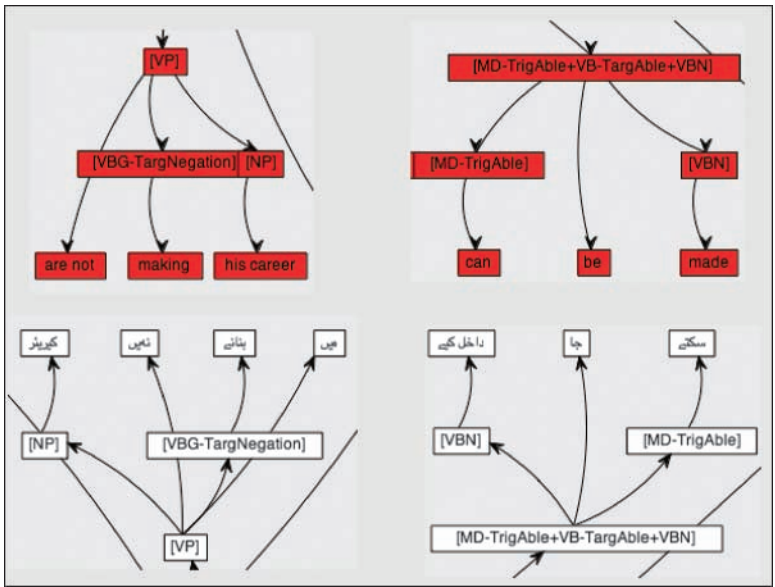 [VP]
[VBG-TargNegation] [NP]
are not making his career
[MD-TrigAble+VB-TargAble+VBN]
[MD-TrigAble] [VBN]
can be made
کیریئر نہیں بنانے میں
[NP] [VBG-TargNegation]
[VP]
داخل کیے جا سکتے
[VBN] [MD-TrigAble]
[MD-TrigAble+VB-TargAble+VBN]